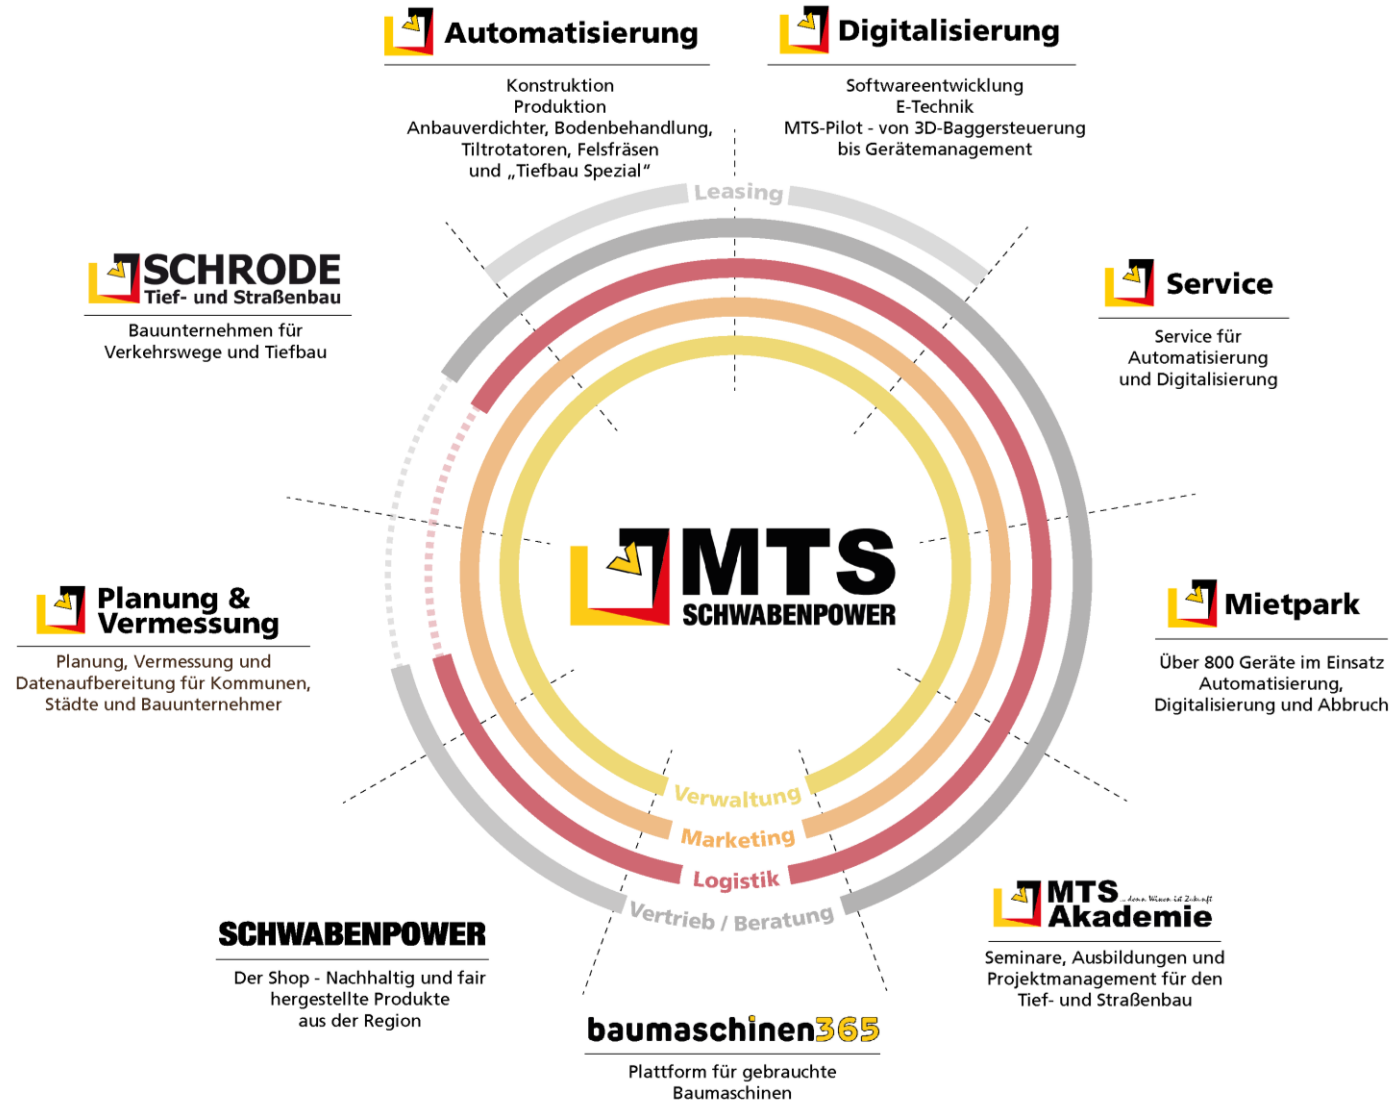 Automatisierung
Konstruktion
Produktion
Anbauverdichter, Bodenbehandlung,
Tiltrotatoren, Felsfräsen
und „Tiefbau Spezial“
Digitalisierung
Softwareentwicklung
E-Technik
MTS-Pilot - von 3D-Baggersteuerung
bis Gerätemanagement
Leasing
SCHRODE
Tief- und Straßenbau
Bauunternehmen für
Verkehrswege und Tiefbau
Service
Service für
Automatisierung
und Digitalisierung
MTS
SCHWABENPOWER
Planung &
Vermessung
Planung, Vermessung und
Datenaufbereitung für Kommunen,
Städte und Bauunternehmer
Mietpark
Über 800 Geräte im Einsatz
Automatisierung,
Digitalisierung und Abbruch
Verwaltung
Marketing
Logistik
Vertrieb / Beratung
SCHWABENPOWER
Der Shop - Nachhaltig und fair
hergestellte Produkte
aus der Region
MTS ... denn Wissen ist Zukunft
Akademie
Seminare, Ausbildungen und
Projektmanagement für den
Tief- und Straßenbau
baumaschinen365
Plattform für gebrauchte
Baumaschinen